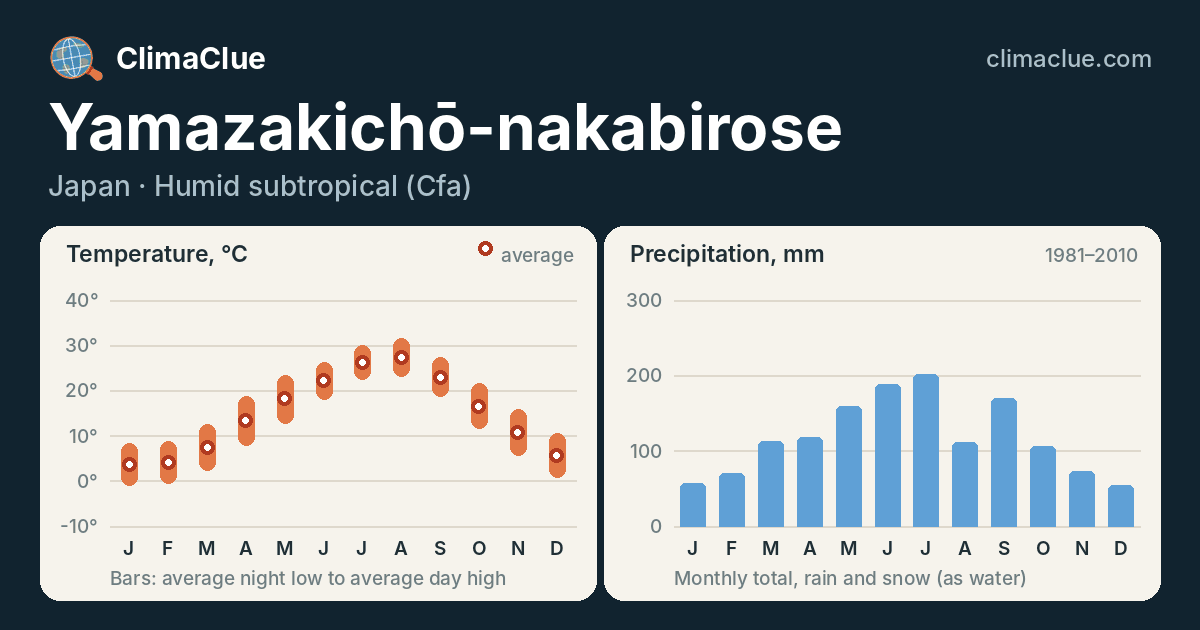 ClimaClue
climaclue.com
Yamazakichō-nakabirose
Japan · Humid subtropical (Cfa)
Temperature, °C
average
40°
30°
20°
10°
0°
-10°
J F M A M J J A S O N D
Bars: average night low to average day high
Precipitation, mm
1981–2010
300
200
100
0
J F M A M J J A S O N D
Monthly total, rain and snow (as water)